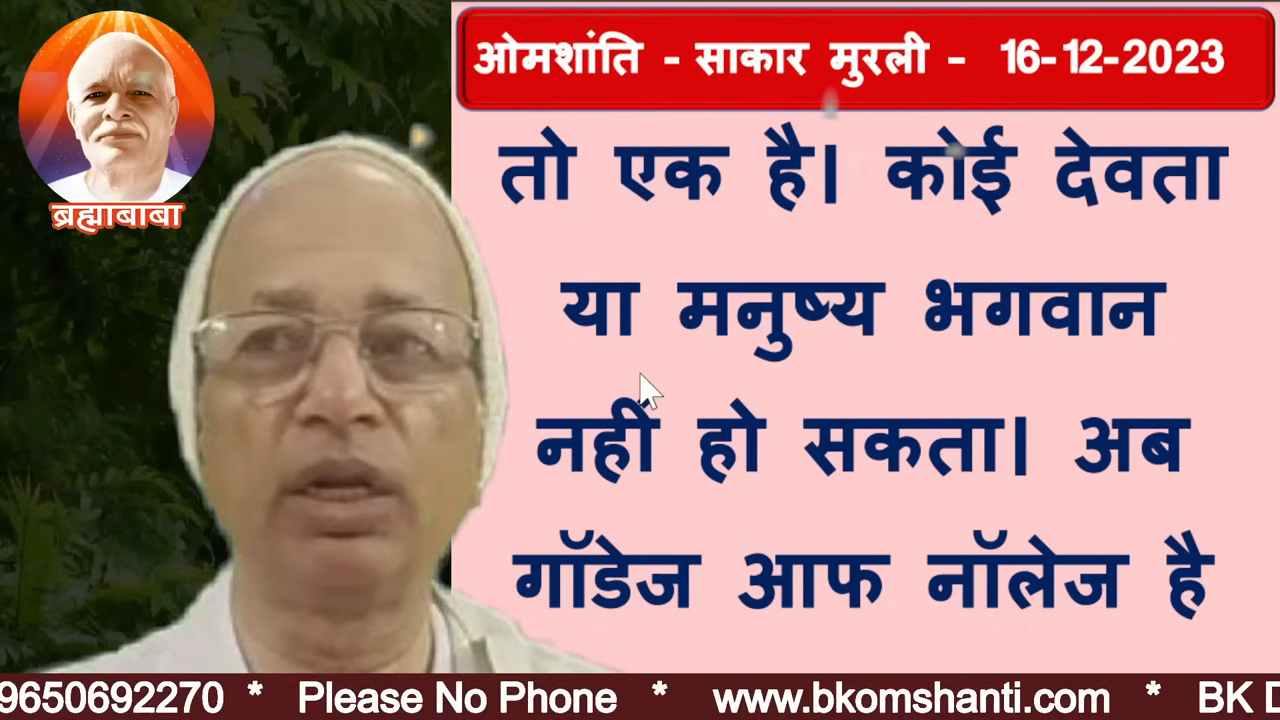 ओमशांति - साकार मुरली - 16-12-2023
ब्रह्माबाबा
तो एक है। कोई देवता
या मनुष्य भगवान
नहीं हो सकता। अब
गॉडेज आफ नॉलेज है
9650692270 * Please No Phone * www.bkomshanti.com * BK D